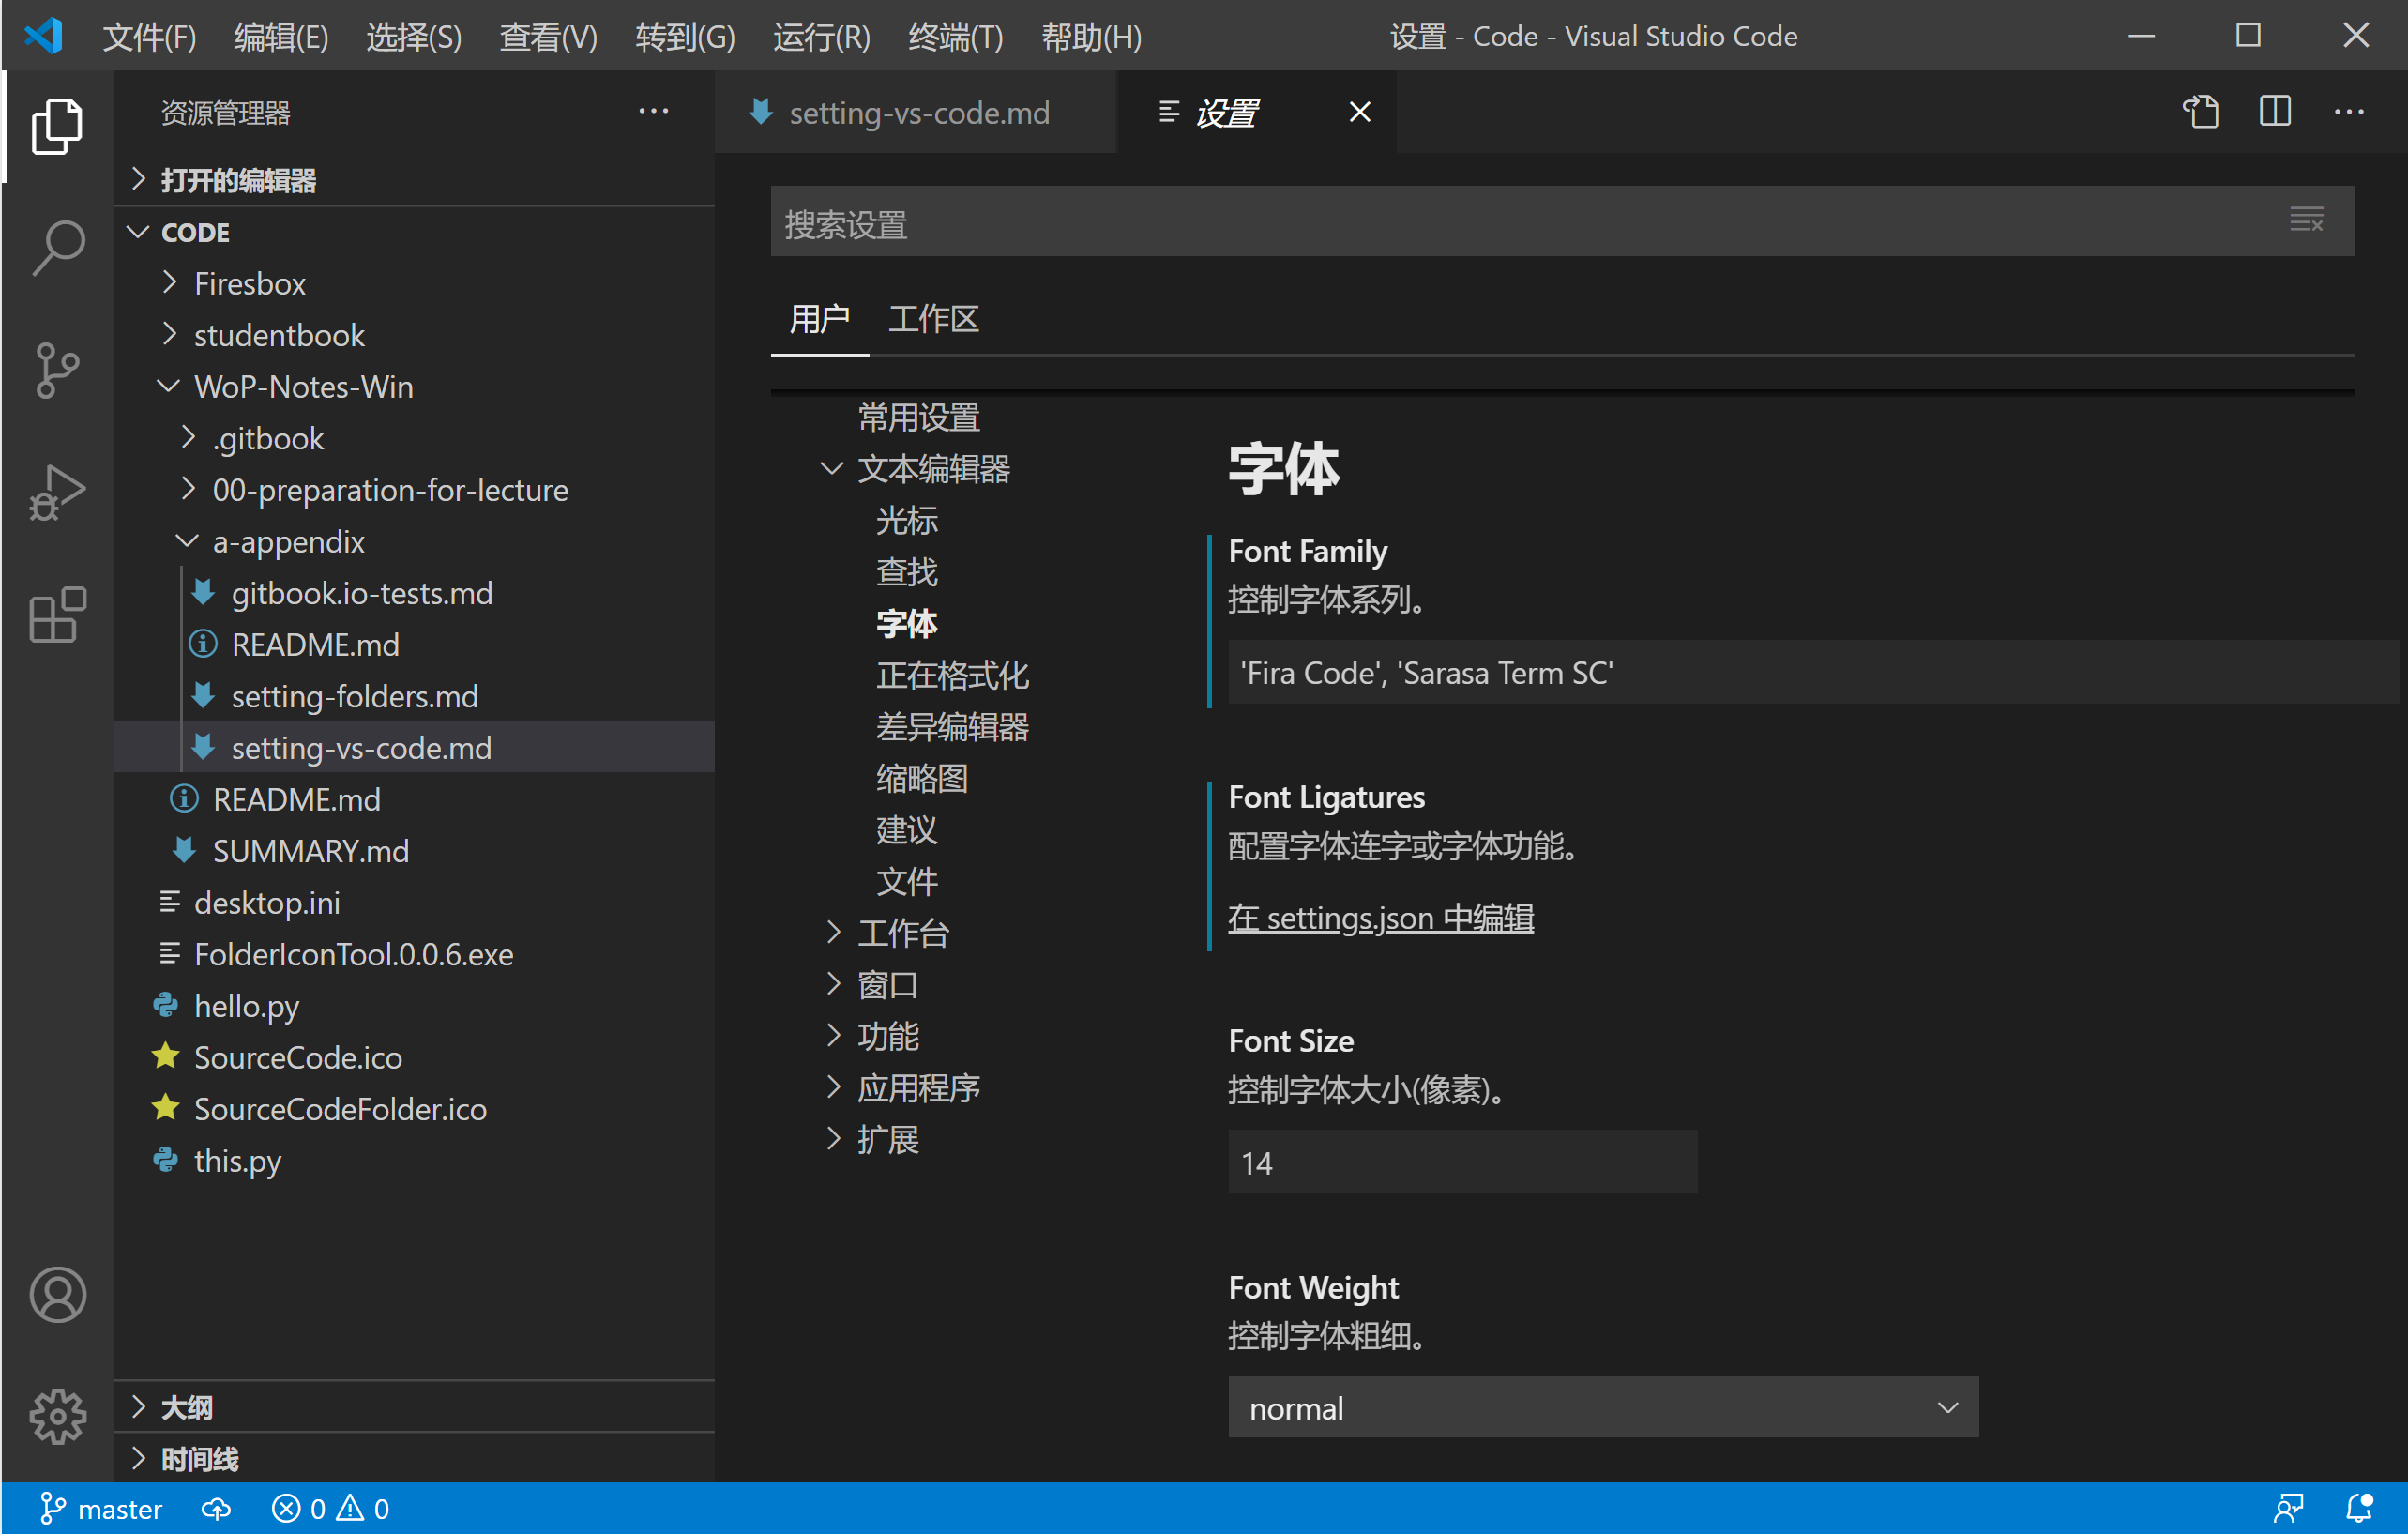 文件(F) 编辑(E) 选择(S) 查看(V) 转到(G) 运行(R) 终端(T) 帮助(H) 设置 - Code - Visual Studio Code
资源管理器
打开的编辑器
CODE
Firesbox
studentbook
WoP-Notes-Win
.gitbook
00-preparation-for-lecture
a-appendix
gitbook.io-tests.md
README.md
setting-folders.md
setting-vs-code.md
README.md
SUMMARY.md
desktop.ini
FolderIconTool.0.0.6.exe
hello.py
SourceCode.ico
SourceCodeFolder.ico
this.py
大纲
时间线
setting-vs-code.md 设置
搜索设置
用户 工作区
常用设置
文本编辑器
光标
查找
字体
正在格式化
差异编辑器
缩略图
建议
文件
工作台
窗口
功能
应用程序
扩展
字体
Font Family
控制字体系列。
'Fira Code', 'Sarasa Term SC'
Font Ligatures
配置字体连字或字体功能。
在 settings.json 中编辑
Font Size
控制字体大小(像素)。
14
Font Weight
控制字体粗细。
normal
master 0 0